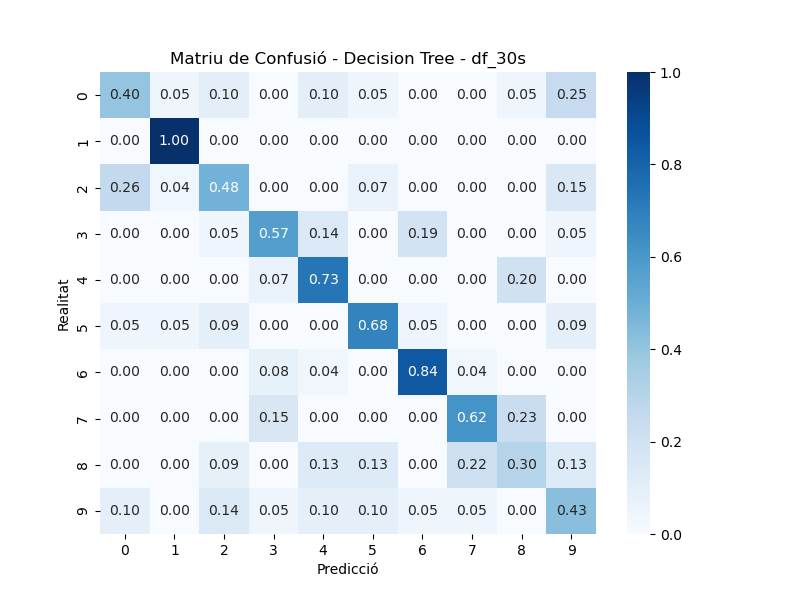 Matriu de Confusió - Decision Tree - df_30s
0 0.40 0.05 0.10 0.00 0.10 0.05 0.00 0.00 0.05 0.25
1 0.00 1.00 0.00 0.00 0.00 0.00 0.00 0.00 0.00 0.00
2 0.26 0.04 0.48 0.00 0.00 0.07 0.00 0.00 0.00 0.15
3 0.00 0.00 0.05 0.57 0.14 0.00 0.19 0.00 0.00 0.05
4 0.00 0.00 0.00 0.07 0.73 0.00 0.00 0.00 0.20 0.00
5 0.05 0.05 0.09 0.00 0.00 0.68 0.05 0.00 0.00 0.09
6 0.00 0.00 0.00 0.08 0.04 0.00 0.84 0.04 0.00 0.00
7 0.00 0.00 0.00 0.15 0.00 0.00 0.00 0.62 0.23 0.00
8 0.00 0.00 0.09 0.00 0.13 0.13 0.00 0.22 0.30 0.13
9 0.10 0.00 0.14 0.05 0.10 0.10 0.05 0.05 0.00 0.43
0 1 2 3 4 5 6 7 8 9
Predicció
Realitat
1.0
0.8
0.6
0.4
0.2
0.0